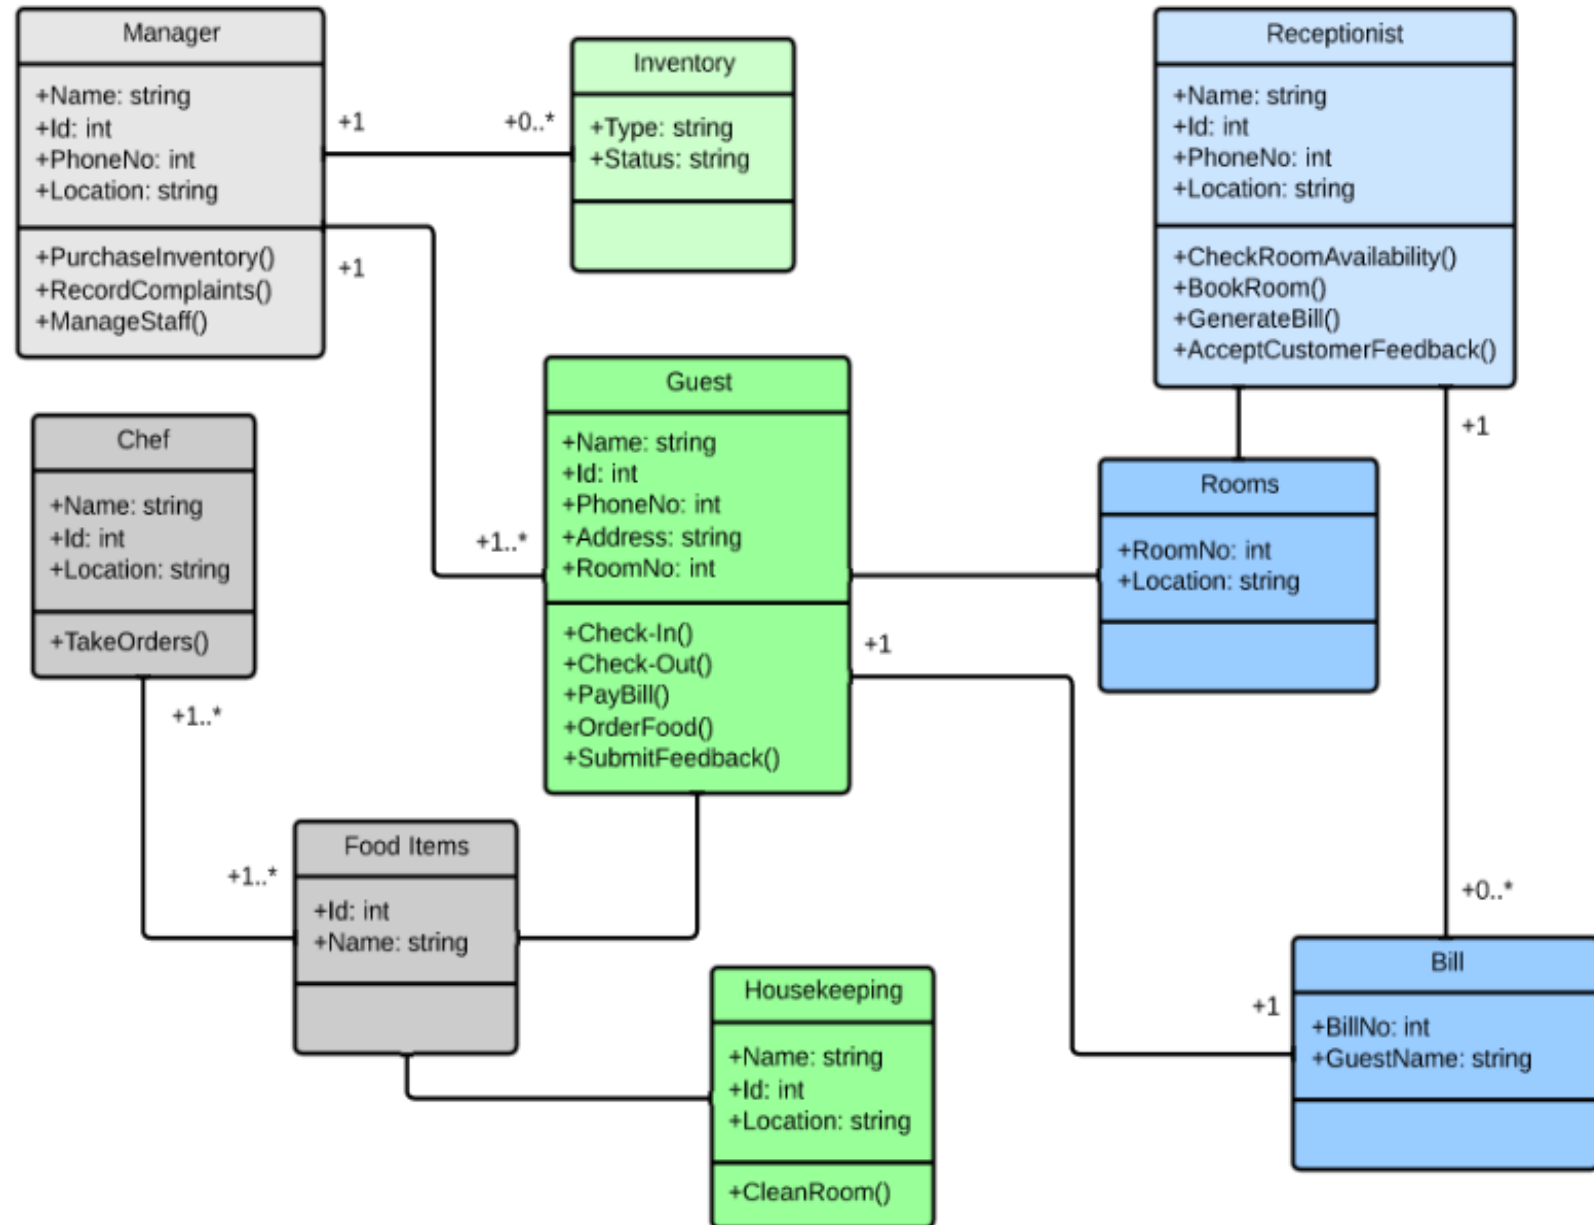 Manager
+Name: string
+Id: int
+PhoneNo: int
+Location: string
+PurchaseInventory()
+RecordComplaints()
+ManageStaff()
+1
+0..*
+1
Inventory
+Type: string
+Status: string
Receptionist
+Name: string
+Id: int
+PhoneNo: int
+Location: string
+CheckRoomAvailability()
+BookRoom()
+GenerateBill()
+AcceptCustomerFeedback()
+1
Chef
+Name: string
+Id: int
+Location: string
+TakeOrders()
+1..*
+1..*
Guest
+Name: string
+Id: int
+PhoneNo: int
+Address: string
+RoomNo: int
+Check-In()
+Check-Out()
+PayBill()
+OrderFood()
+SubmitFeedback()
+1
Rooms
+RoomNo: int
+Location: string
+1..*
Food Items
+Id: int
+Name: string
Housekeeping
+Name: string
+Id: int
+Location: string
+CleanRoom()
+0..*
+1
Bill
+BillNo: int
+GuestName: string